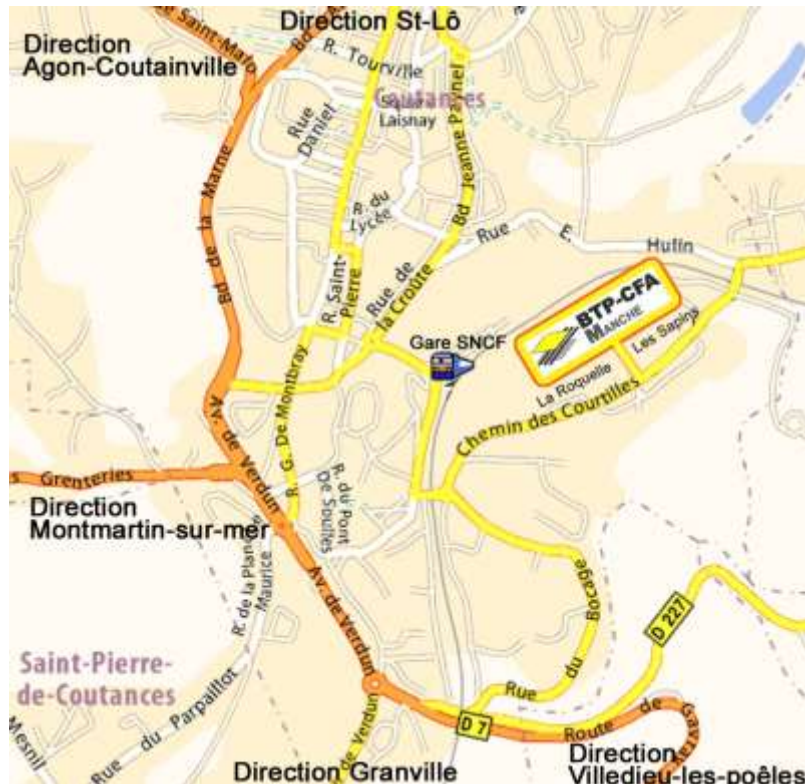 Direction St-Lô
Direction
Agon-Coutainville
Saint-Malo
Bd
R. Tourville
Coutances
Square
Laisnay
Rue
Daniel
Bd Jeanne Paynel
Bd de la Marne
R. du
Lycée
Rue E. Hulin
R. Saint-
Pierre
Rue de
la Croûte
BTP-CFA
MANCHE
Gare SNCF
Les Sapins
La Roquelle
R. G. De Montbray
Chemin des Courtilles
Av. de Verdun
s Grenteries
Direction
Montmartin-sur-mer
R. du Pont
De Soulles
R. de la Planche
Maurice
Av. de Verdun
Rue du Bocage
D 227
Saint-Pierre-
de-Coutances
Rue du Parpaillot
Mesnil
de Verdun
D 7
Route de Gavray
Direction Granville
Direction
Villedieu-les-poêles